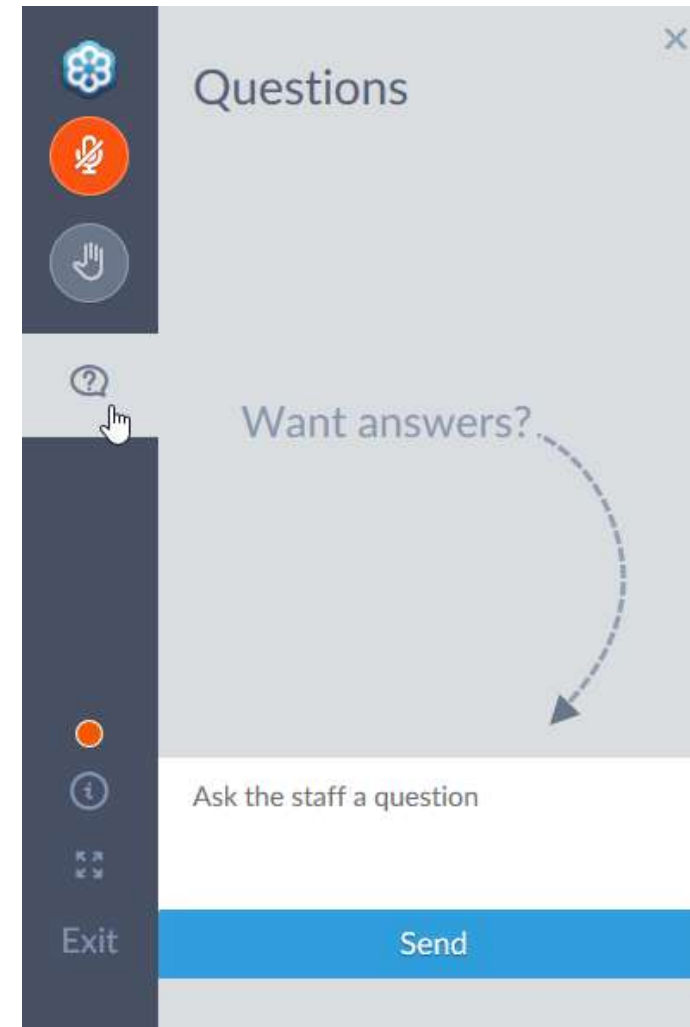 Questions
Want answers?
Ask the staff a question
Exit
Send